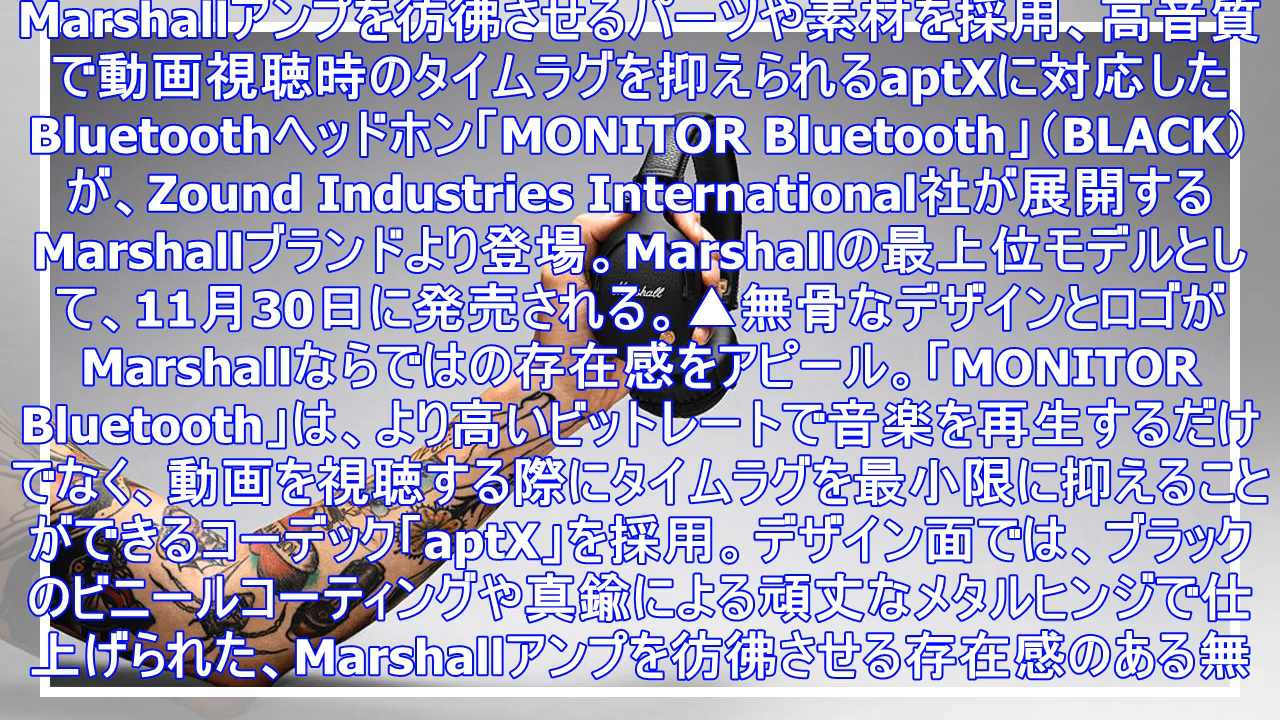 Marshallアンプを彷彿させるパーツや素材を採用、高音質
で動画視聴時のタイムラグを抑えられるaptXに対応した
Bluetoothヘッドホン「MONITOR Bluetooth」（BLACK）
が、Zound Industries International社が展開する
Marshallブランドより登場。Marshallの最上位モデルとし
て、11月30日に発売される。▲無骨なデザインとロゴが
Marshallならではの存在感をアピール。「MONITOR
Bluetooth」は、より高いビットレートで音楽を再生するだけ
でなく、動画を視聴する際にタイムラグを最小限に抑えること
ができるコーデック「aptX」を採用。デザイン面では、ブラック
のビニールコーティングや真鍮による頑丈なメタルヒンジで仕
上げられた、Marshallアンプを彷彿させる存在感のある無
Marshall